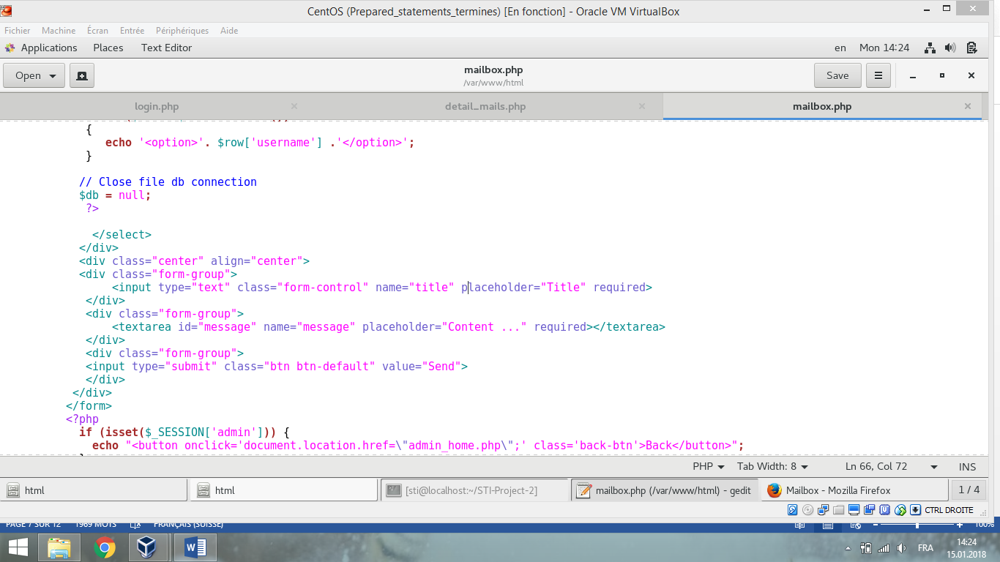 CentOS (Prepared_statements_termines) [En fonction] - Oracle VM VirtualBox
Fichier Machine Écran Entrée Périphériques Aide
Applications Places Text Editor en Mon 14:24
Open mailbox.php Save
/var/www/html
login.php detail_mails.php mailbox.php
{
echo '<option>'. $row['username'] .'</option>';
}
// Close file db connection
$db = null;
?>
</select>
</div>
<div class="center" align="center">
<div class="form-group">
<input type="text" class="form-control" name="title" placeholder="Title" required>
</div>
<div class="form-group">
<textarea id="message" name="message" placeholder="Content ..." required></textarea>
</div>
<div class="form-group">
<input type="submit" class="btn btn-default" value="Send">
</div>
</div>
</form>
<?php
if (isset($_SESSION['admin'])) {
echo "<button onclick='document.location.href=\"admin_home.php\";' class='back-btn'>Back</button>";
PHP Tab Width: 8 Ln 66, Col 72 INS
html html [sti@localhost:~/STI-Project-2] mailbox.php (/var/www/html) - gedit Mailbox - Mozilla Firefox 1 / 4
CTRL DROITE
PAGE 7 SUR 12 1969 MOTS FRANÇAIS (SUISSE) 100%
FRA 14:24
15.01.2018